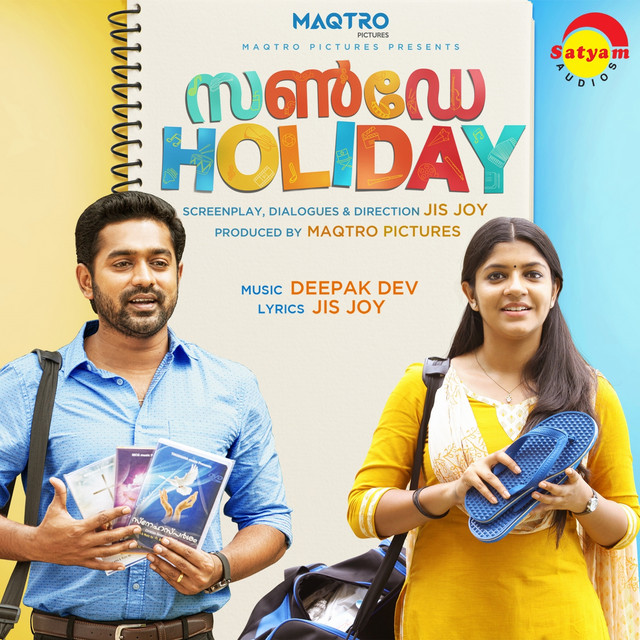 MAQTRO
PICTURES
MAQTRO PICTURES PRESENTS
Satyam
AUDIOS
സൺഡേ
HOLIDAY
SCREENPLAY, DIALOGUES & DIRECTION JIS JOY
PRODUCED BY MAQTRO PICTURES
MUSIC DEEPAK DEV
LYRICS JIS JOY